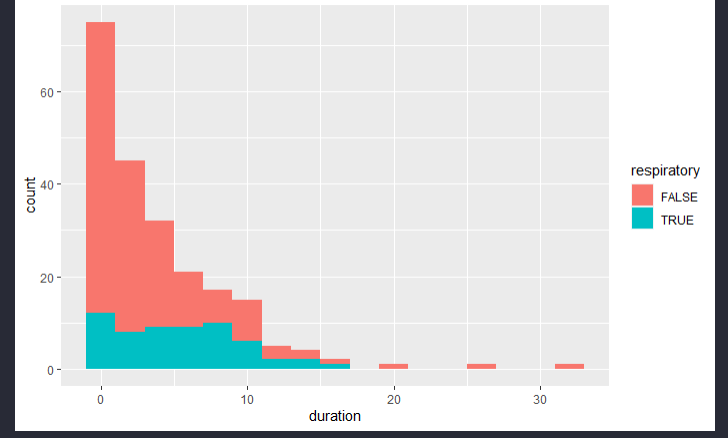 60
40
20
0
count
0 10 20 30
duration
respiratory
FALSE
TRUE